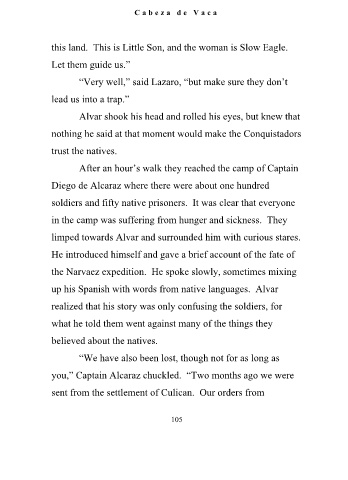 Cabeza de Vaca
this land. This is Little Son, and the woman is Slow Eagle.
Let them guide us.”
“Very well,” said Lazaro, “but make sure they don’t
lead us into a trap.”
Alvar shook his head and rolled his eyes, but knew that
nothing he said at that moment would make the Conquistadors
trust the natives.
After an hour’s walk they reached the camp of Captain
Diego de Alcaraz where there were about one hundred
soldiers and fifty native prisoners. It was clear that everyone
in the camp was suffering from hunger and sickness. They
limped towards Alvar and surrounded him with curious stares.
He introduced himself and gave a brief account of the fate of
the Narvaez expedition. He spoke slowly, sometimes mixing
up his Spanish with words from native languages. Alvar
realized that his story was only confusing the soldiers, for
what he told them went against many of the things they
believed about the natives.
“We have also been lost, though not for as long as
you,” Captain Alcaraz chuckled. “Two months ago we were
sent from the settlement of Culican. Our orders from
105